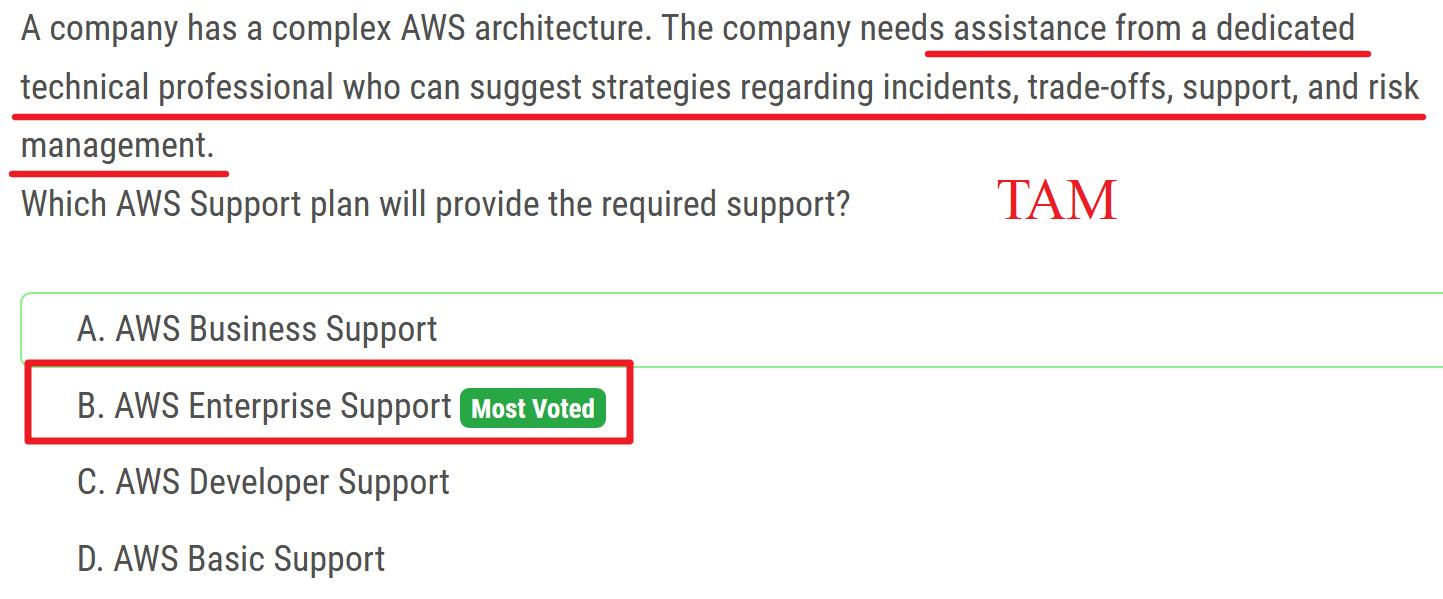 A company has a complex AWS architecture. The company needs assistance from a dedicated
technical professional who can suggest strategies regarding incidents, trade-offs, support, and risk
management.
Which AWS Support plan will provide the required support?
TAM
A. AWS Business Support
B. AWS Enterprise Support Most Voted
C. AWS Developer Support
D. AWS Basic Support